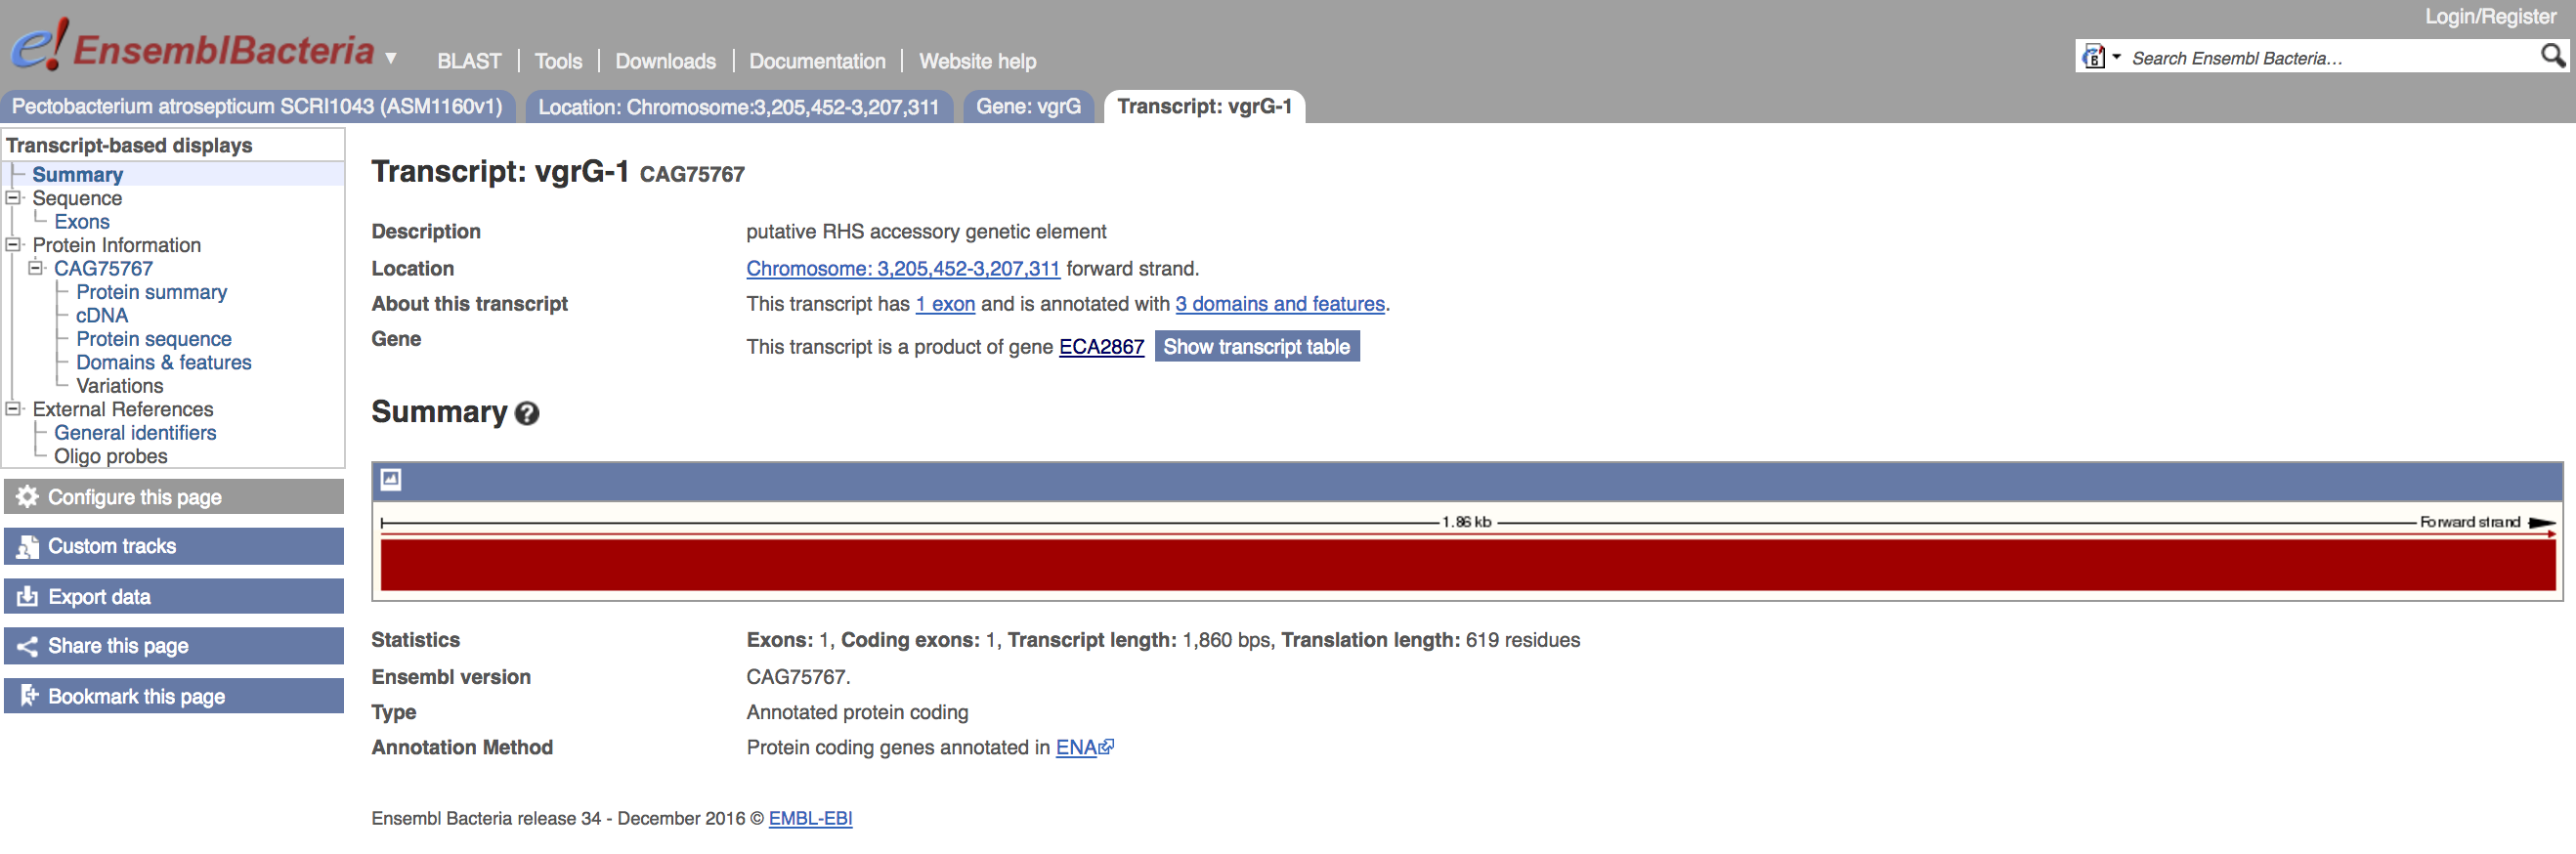 Login/Register
e!EnsemblBacteria ▼ BLAST | Tools | Downloads | Documentation | Website help
Search Ensembl Bacteria...
Pectobacterium atrosepticum SCRI1043 (ASM1160v1) Location: Chromosome:3,205,452-3,207,311 Gene: vgrG Transcript: vgrG-1
Transcript-based displays
Summary
Sequence
Exons
Protein Information
CAG75767
Protein summary
cDNA
Protein sequence
Domains & features
Variations
External References
General identifiers
Oligo probes
Configure this page
Custom tracks
Export data
Share this page
Bookmark this page
Transcript: vgrG-1 CAG75767
Description putative RHS accessory genetic element
Location Chromosome: 3,205,452-3,207,311 forward strand.
About this transcript This transcript has 1 exon and is annotated with 3 domains and features.
Gene This transcript is a product of gene ECA2867 Show transcript table
Summary ?
1.86 kb Forward strand
Statistics Exons: 1, Coding exons: 1, Transcript length: 1,860 bps, Translation length: 619 residues
Ensembl version CAG75767.
Type Annotated protein coding
Annotation Method Protein coding genes annotated in ENA
Ensembl Bacteria release 34 - December 2016 © EMBL-EBI